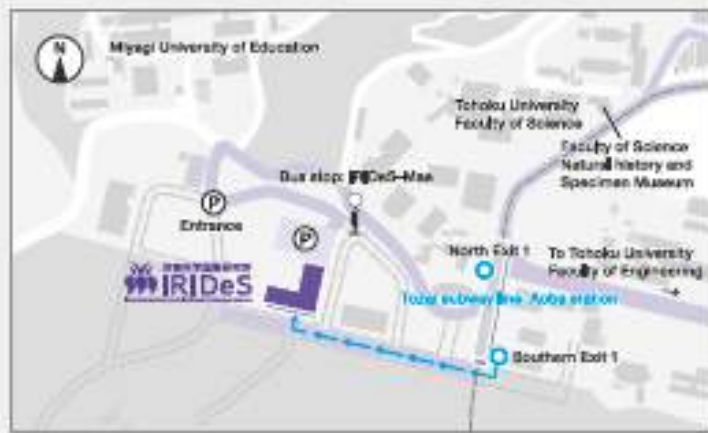 N
Miyagi University of Education
Tohoku University
Faculty of Science
Faculty of Science
Natural history and
Specimen Museum
Bus stop: IRIDeS-Mae
P
Entrance
P
North Exit 1
To Tohoku University
Faculty of Engineering
IRIDeS
Tozai subway line Aoba station
Southern Exit 1